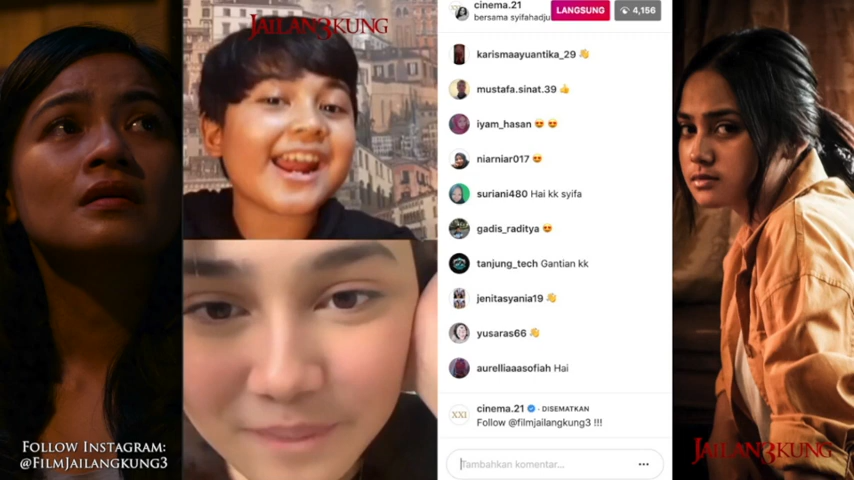 JAILAN3KUNG
cinema.21
bersama syifahadju
LANGSUNG
4,156
karismaayuantika_29 👋
mustafa.sinat.39 👍
iyam_hasan 😍 😍
niarniar017 😍
suriani480 Hai kk syifa
gadis_raditya 😍
tanjung_tech Gantian kk
jenitasyania19 👋
yusaras66 👋
aurelliaaasofiah Hai
XXI
cinema.21 • DISEMATKAN
Follow @filmjailangkung3 !!!
Tambahkan komentar...
Follow Instagram:
@FilmJailangkung3
JAILAN3KUNG